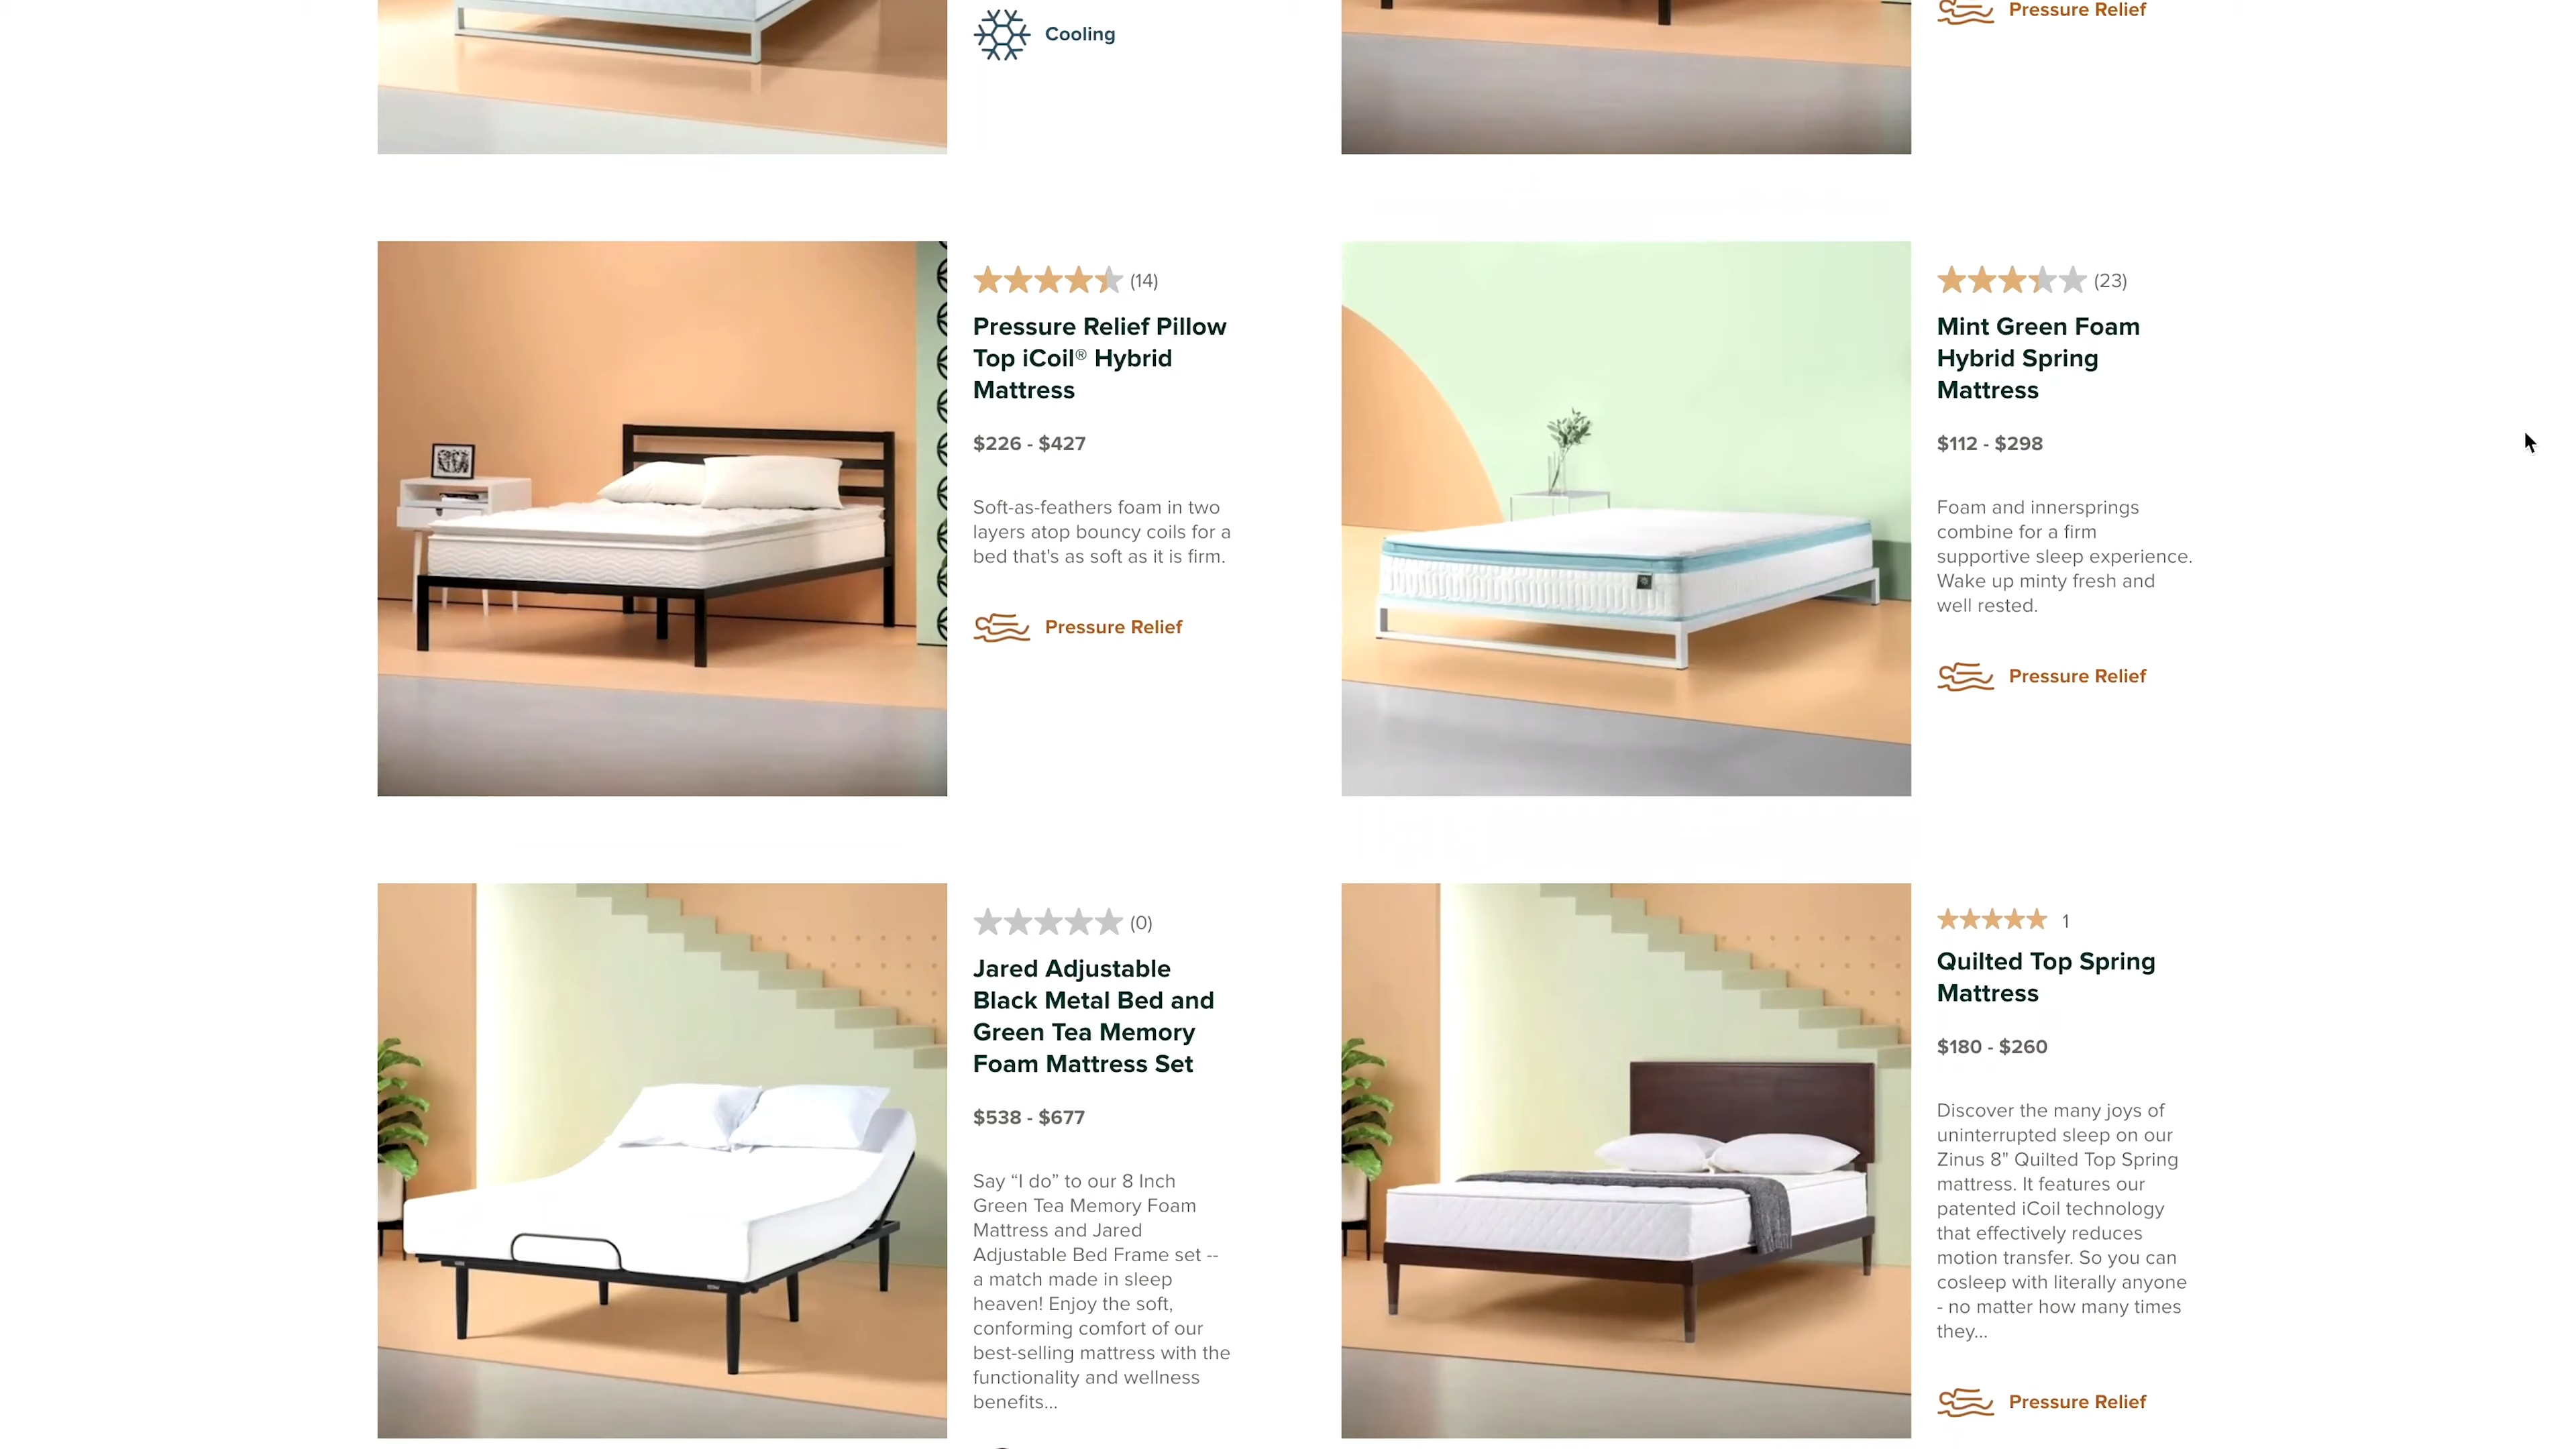 Cooling
Pressure Relief
(14)
Pressure Relief Pillow
Top iCoil® Hybrid
Mattress
$226 - $427
Soft-as-feathers foam in two
layers atop bouncy coils for a
bed that's as soft as it is firm.
Pressure Relief
(23)
Mint Green Foam
Hybrid Spring
Mattress
$112 - $298
Foam and innersprings
combine for a firm
supportive sleep experience.
Wake up minty fresh and
well rested.
Pressure Relief
(0)
Jared Adjustable
Black Metal Bed and
Green Tea Memory
Foam Mattress Set
$538 - $677
Say “I do” to our 8 Inch
Green Tea Memory Foam
Mattress and Jared
Adjustable Bed Frame set --
a match made in sleep
heaven! Enjoy the soft,
conforming comfort of our
best-selling mattress with the
functionality and wellness
benefits...
1
Quilted Top Spring
Mattress
$180 - $260
Discover the many joys of
uninterrupted sleep on our
Zinus 8" Quilted Top Spring
mattress. It features our
patented iCoil technology
that effectively reduces
motion transfer. So you can
cosleep with literally anyone
- no matter how many times
they...
Pressure Relief